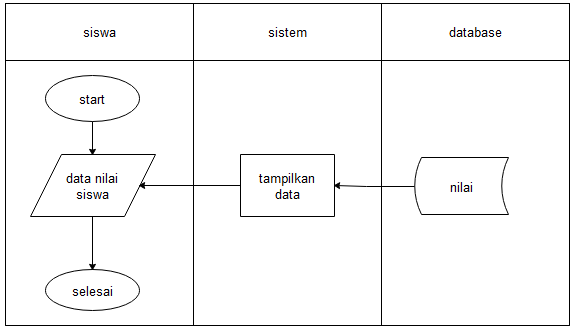 siswa
sistem
database
start
data nilai
siswa
tampilkan
data
nilai
selesai